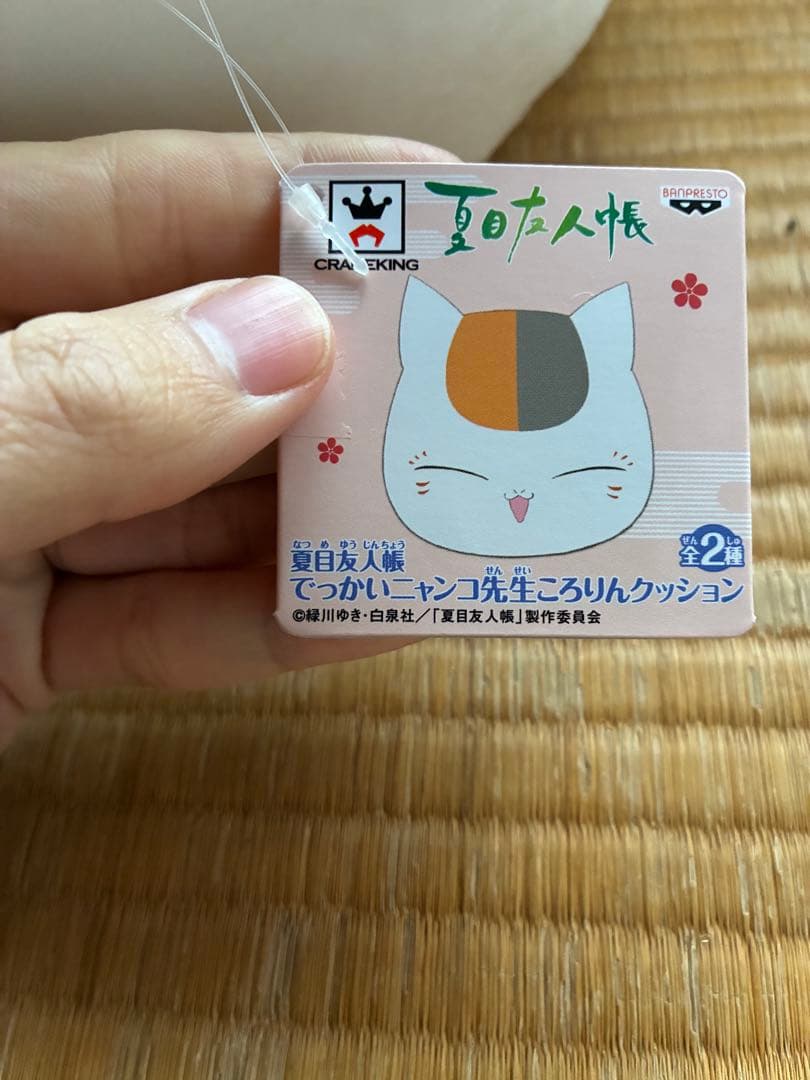 夏目友人帳
BANPRESTO
CRANEKING
なつ め ゆう じんちょう
夏目友人帳
ぜん しゅ
全2種
せん せい
でっかいニャンコ先生ころりんクッション
©緑川ゆき・白泉社／「夏目友人帳」製作委員会